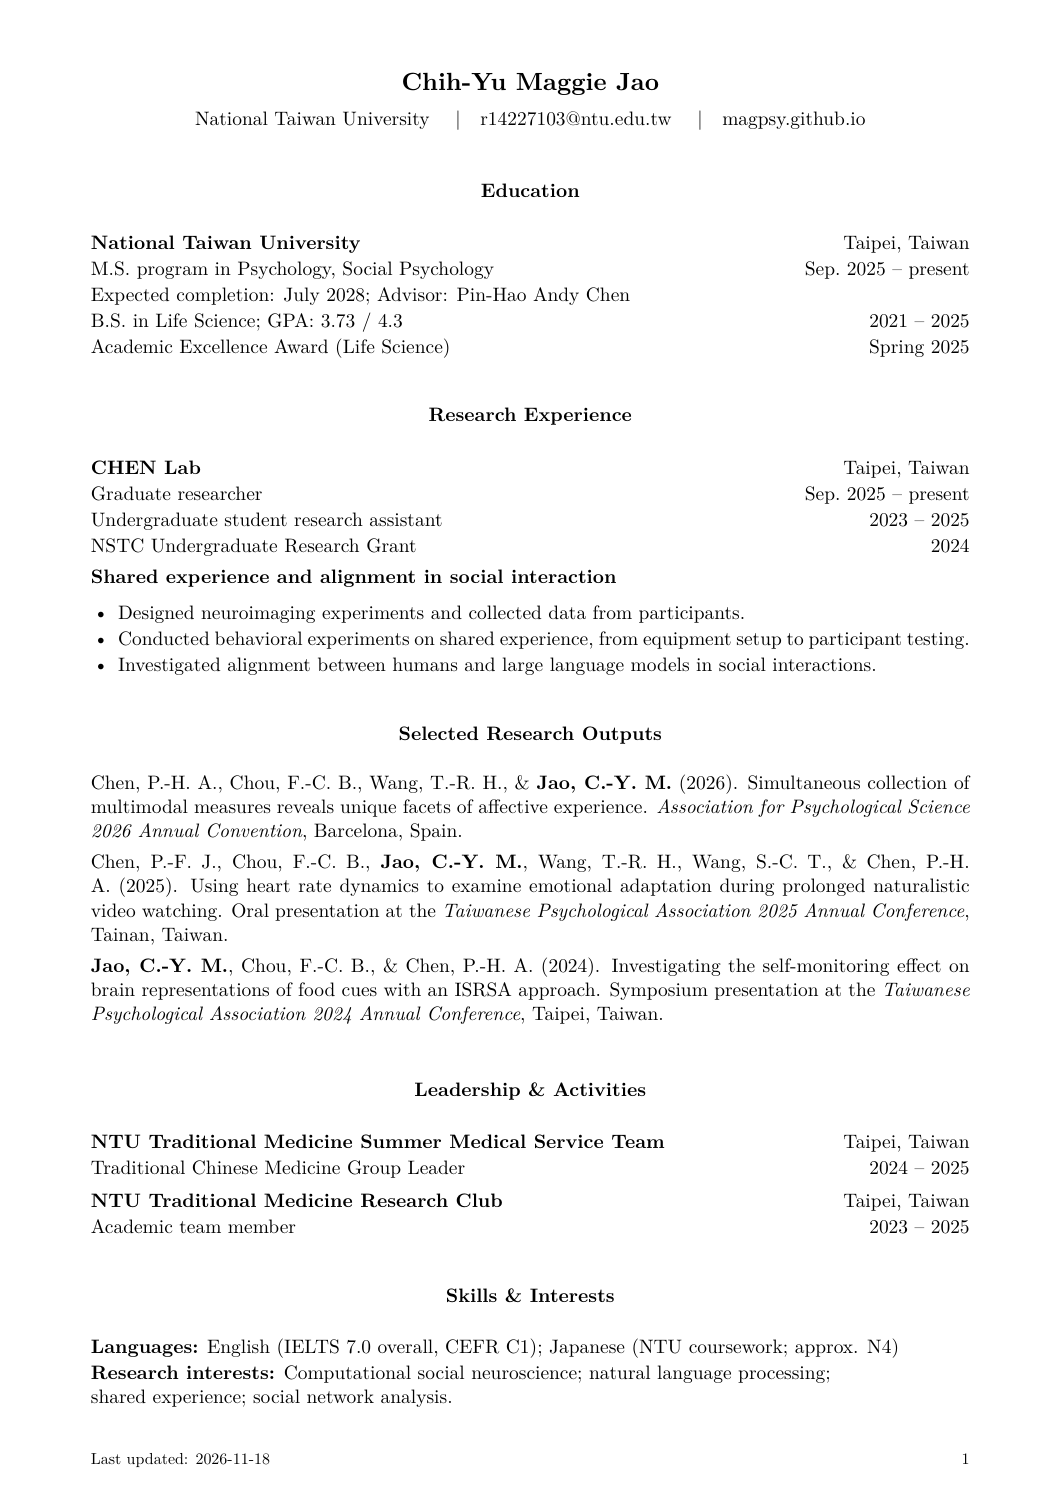 Chih-Yu Maggie Jao
National Taiwan University | r14227103@ntu.edu.tw | magpsy.github.io
Education
National Taiwan University Taipei, Taiwan
M.S. program in Psychology, Social Psychology Sep. 2025 – present
Expected completion: July 2028; Advisor: Pin-Hao Andy Chen
B.S. in Life Science; GPA: 3.73 / 4.3 2021 – 2025
Academic Excellence Award (Life Science) Spring 2025
Research Experience
CHEN Lab Taipei, Taiwan
Graduate researcher Sep. 2025 – present
Undergraduate student research assistant 2023 – 2025
NSTC Undergraduate Research Grant 2024
Shared experience and alignment in social interaction
• Designed neuroimaging experiments and collected data from participants.
• Conducted behavioral experiments on shared experience, from equipment setup to participant testing.
• Investigated alignment between humans and large language models in social interactions.
Selected Research Outputs
Chen, P.-H. A., Chou, F.-C. B., Wang, T.-R. H., & Jao, C.-Y. M. (2026). Simultaneous collection of
multimodal measures reveals unique facets of affective experience. Association for Psychological Science
2026 Annual Convention, Barcelona, Spain.
Chen, P.-F. J., Chou, F.-C. B., Jao, C.-Y. M., Wang, T.-R. H., Wang, S.-C. T., & Chen, P.-H.
A. (2025). Using heart rate dynamics to examine emotional adaptation during prolonged naturalistic
video watching. Oral presentation at the Taiwanese Psychological Association 2025 Annual Conference,
Tainan, Taiwan.
Jao, C.-Y. M., Chou, F.-C. B., & Chen, P.-H. A. (2024). Investigating the self-monitoring effect on
brain representations of food cues with an ISRSA approach. Symposium presentation at the Taiwanese
Psychological Association 2024 Annual Conference, Taipei, Taiwan.
Leadership & Activities
NTU Traditional Medicine Summer Medical Service Team Taipei, Taiwan
Traditional Chinese Medicine Group Leader 2024 – 2025
NTU Traditional Medicine Research Club Taipei, Taiwan
Academic team member 2023 – 2025
Skills & Interests
Languages: English (IELTS 7.0 overall, CEFR C1); Japanese (NTU coursework; approx. N4)
Research interests: Computational social neuroscience; natural language processing;
shared experience; social network analysis.
Last updated: 2026-11-18 1